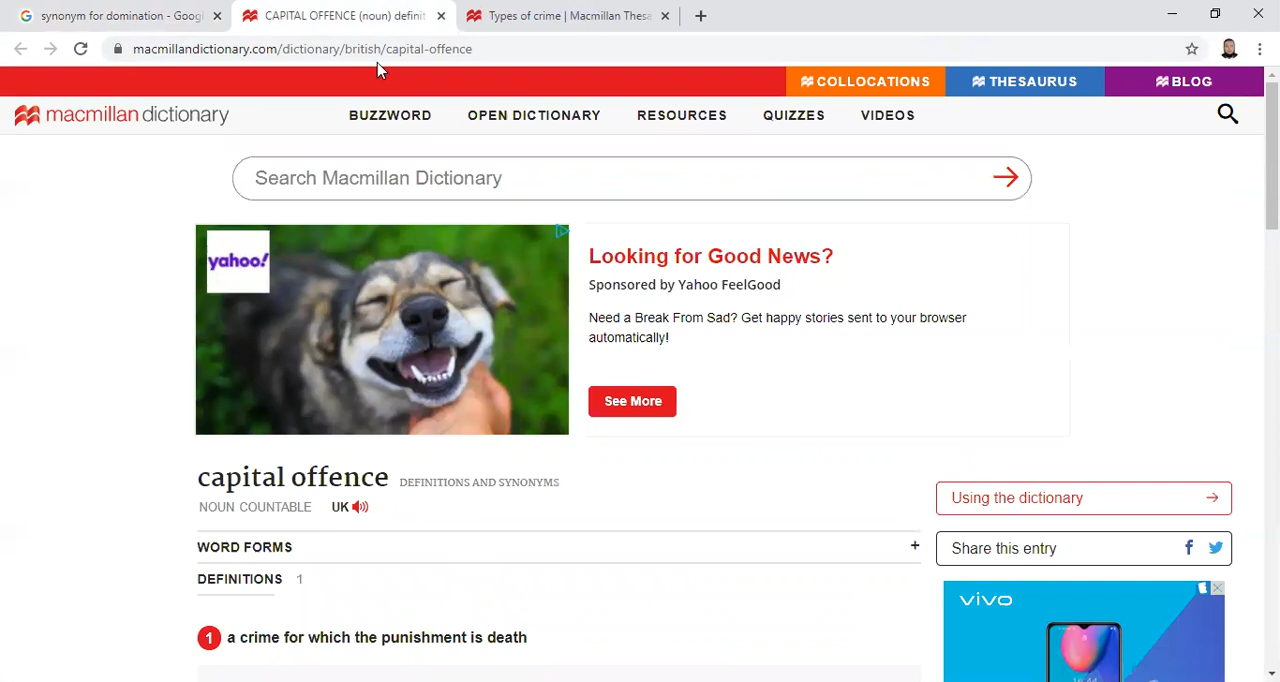 synonym for domination - Googl
CAPITAL OFFENCE (noun) definit
Types of crime | Macmillan Thesa
macmillandictionary.com/dictionary/british/capital-offence
COLLOCATIONS
THESAURUS
BLOG
macmillan dictionary
BUZZWORD
OPEN DICTIONARY
RESOURCES
QUIZZES
VIDEOS
Search Macmillan Dictionary
yahoo!
Looking for Good News?
Sponsored by Yahoo FeelGood
Need a Break From Sad? Get happy stories sent to your browser
automatically!
See More
capital offence DEFINITIONS AND SYNONYMS
NOUN COUNTABLE UK
WORD FORMS +
DEFINITIONS 1
1 a crime for which the punishment is death
Using the dictionary
Share this entry
vivo